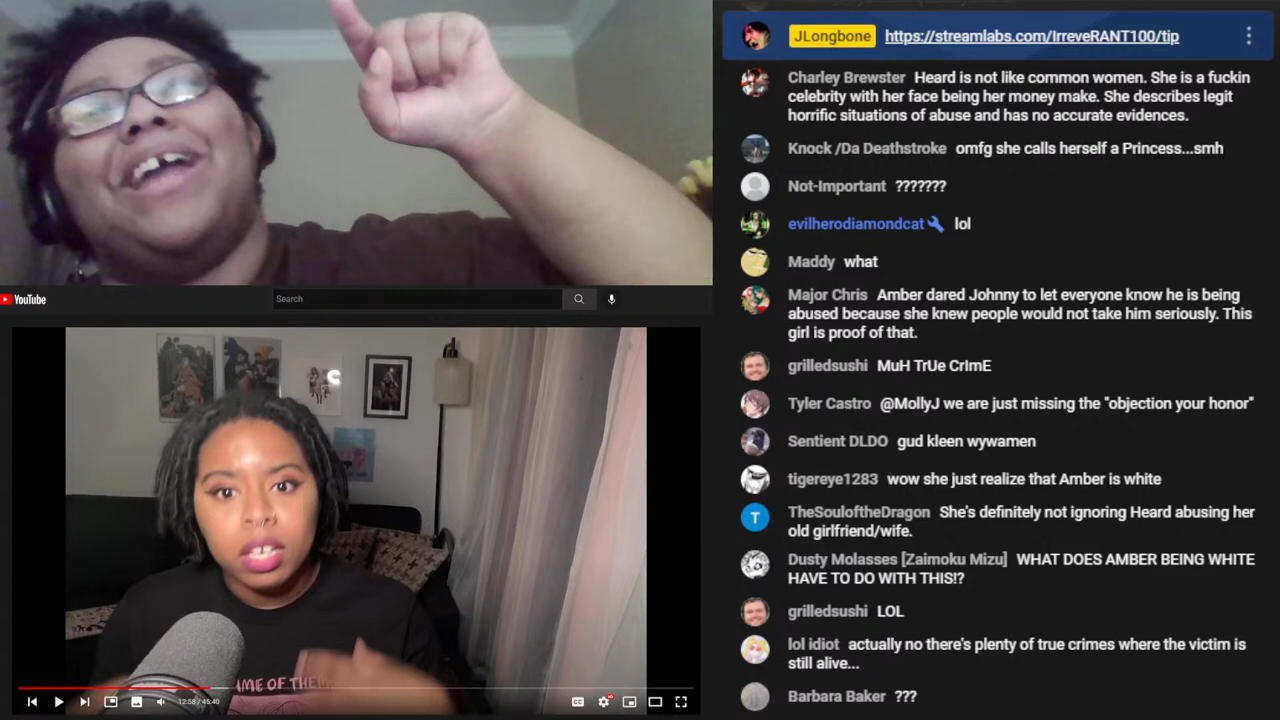 JLongbone https://streamlabs.com/IrreveRANT100/tip
Charley Brewster Heard is not like common women. She is a fuckin
celebrity with her face being her money make. She describes legit
horrific situations of abuse and has no accurate evidences.
Knock /Da Deathstroke omfg she calls herself a Princess...smh
Not-Important ???????
evilherodiamondcat lol
Maddy what
Major Chris Amber dared Johnny to let everyone know he is being
abused because she knew people would not take him seriously. This
girl is proof of that.
grilledsushi MuH TrUe CrImE
Tyler Castro @MollyJ we are just missing the "objection your honor"
Sentient DLDO gud kleen wywamen
tigereye1283 wow she just realize that Amber is white
T
TheSouloftheDragon She's definitely not ignoring Heard abusing her
old girlfriend/wife.
Dusty Molasses [Zaimoku Mizu] WHAT DOES AMBER BEING WHITE
HAVE TO DO WITH THIS!?
grilledsushi LOL
lol idiot actually no there's plenty of true crimes where the victim is
still alive...
Barbara Baker ???
YouTube
Search
AME OF THEM
12:58 / 45:40
CC